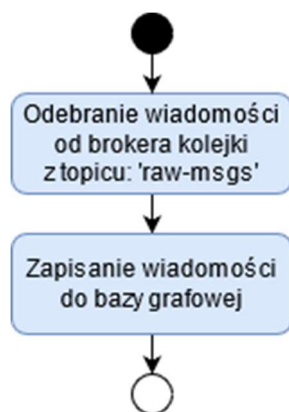 Odebranie wiadomości
od brokera kolejki
z topicu: 'raw-msgs'
Zapisanie wiadomości
do bazy grafowej